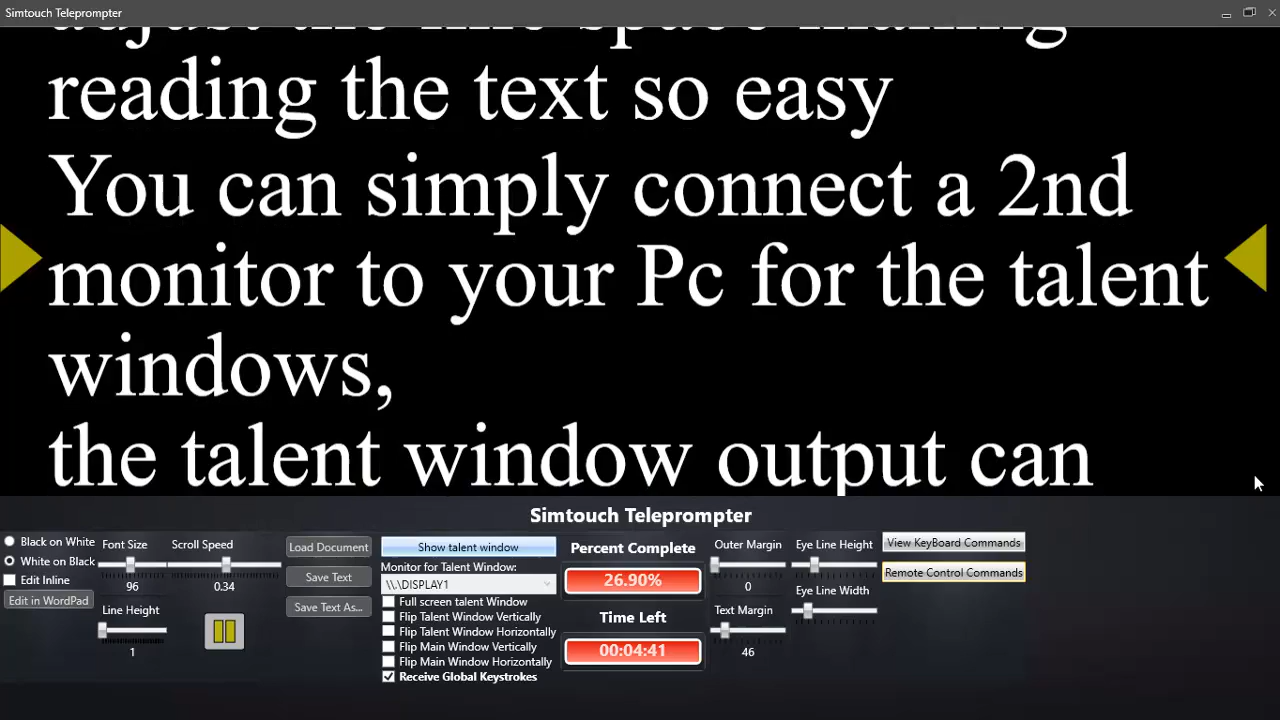 Simtouch Teleprompter
adjust the line space making
reading the text so easy
You can simply connect a 2nd
monitor to your Pc for the talent
windows,
the talent window output can
Simtouch Teleprompter
Black on White
White on Black
Edit Inline
Edit in WordPad
Font Size
96
Line Height
1
Scroll Speed
0.34
Load Document
Save Text
Save Text As...
Show talent window
Monitor for Talent Window:
\\.\DISPLAY1
Full screen talent Window
Flip Talent Window Vertically
Flip Talent Window Horizontally
Flip Main Window Vertically
Flip Main Window Horizontally
Receive Global Keystrokes
Percent Complete
26.90%
Time Left
00:04:41
Outer Margin
0
Text Margin
46
Eye Line Height
Eye Line Width
View KeyBoard Commands
Remote Control Commands